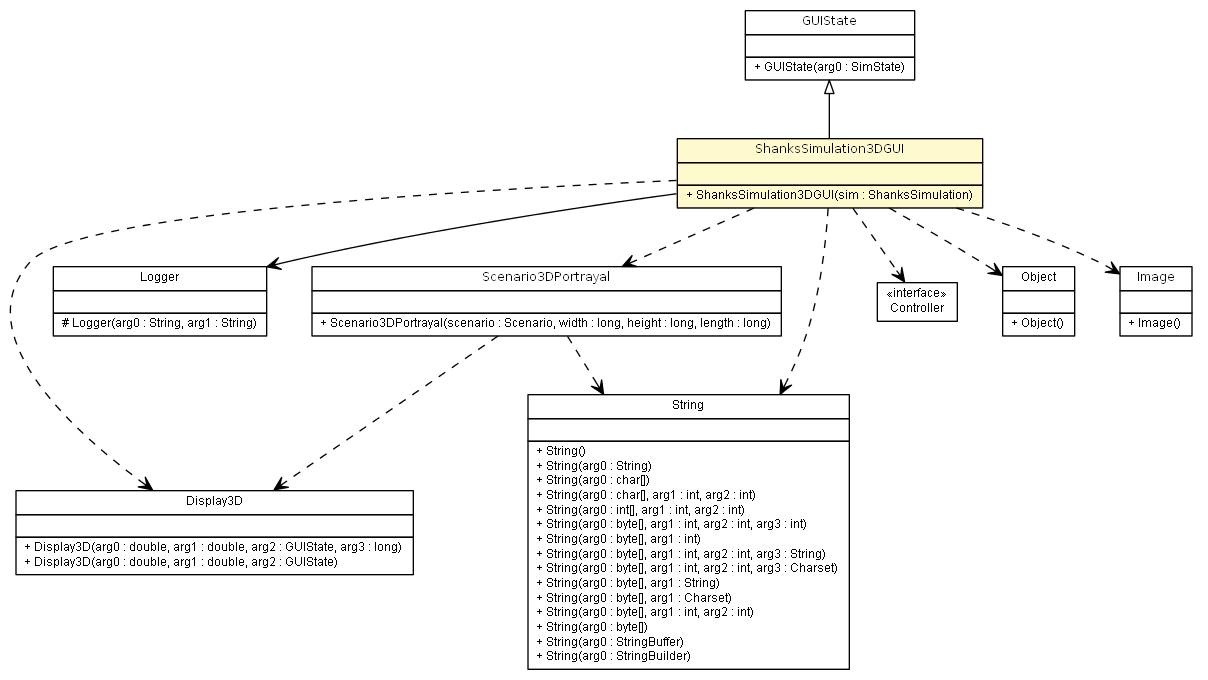 GUIState
+ GUIState(arg0 : SimState)
ShanksSimulation3DGUI
+ ShanksSimulation3DGUI(sim : ShanksSimulation)
Logger
# Logger(arg0 : String, arg1 : String)
Scenario3DPortrayal
+ Scenario3DPortrayal(scenario : Scenario, width : long, height : long, length : long)
«interface»
Controller
Object
+ Object()
Image
+ Image()
String
+ String()
+ String(arg0 : String)
+ String(arg0 : char[])
+ String(arg0 : char[], arg1 : int, arg2 : int)
+ String(arg0 : int[], arg1 : int, arg2 : int)
+ String(arg0 : byte[], arg1 : int, arg2 : int, arg3 : int)
+ String(arg0 : byte[], arg1 : int)
+ String(arg0 : byte[], arg1 : int, arg2 : int, arg3 : String)
+ String(arg0 : byte[], arg1 : int, arg2 : int, arg3 : Charset)
+ String(arg0 : byte[], arg1 : String)
+ String(arg0 : byte[], arg1 : Charset)
+ String(arg0 : byte[], arg1 : int, arg2 : int)
+ String(arg0 : byte[])
+ String(arg0 : StringBuffer)
+ String(arg0 : StringBuilder)
Display3D
+ Display3D(arg0 : double, arg1 : double, arg2 : GUIState, arg3 : long)
+ Display3D(arg0 : double, arg1 : double, arg2 : GUIState)